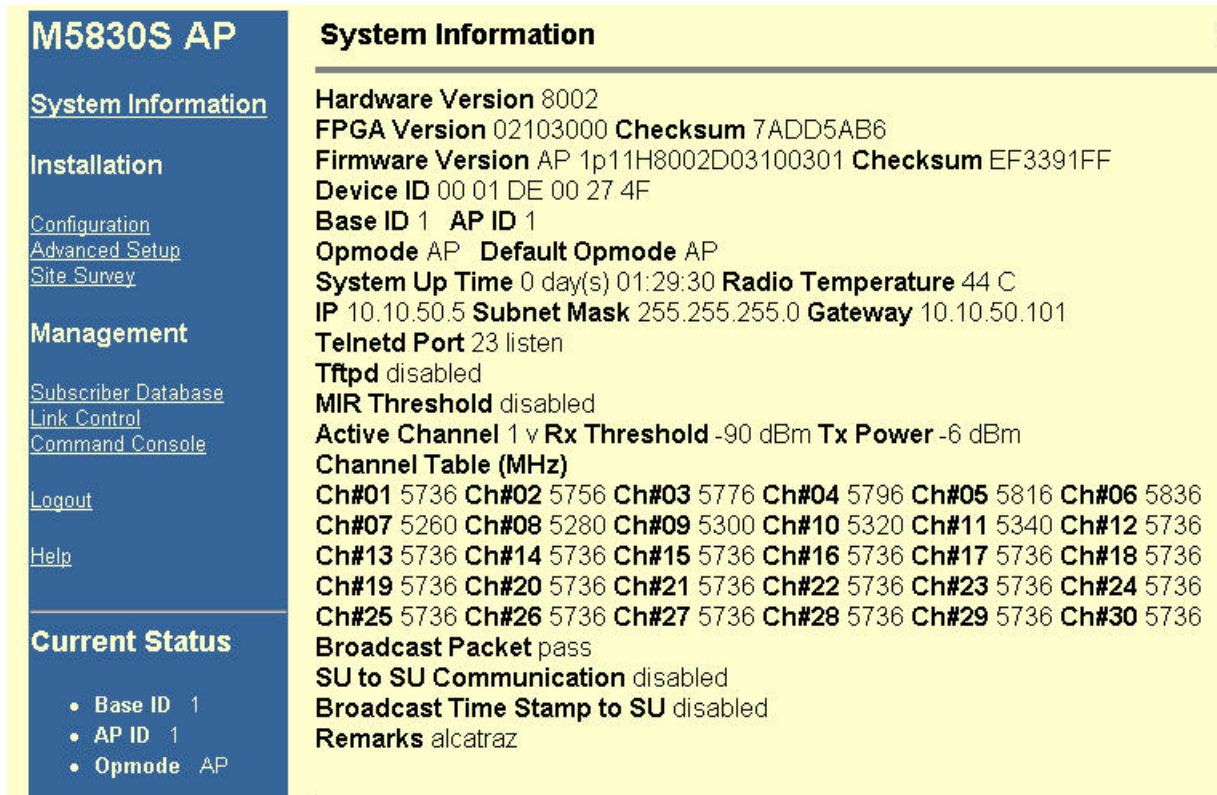 M5830S AP
System Information
Installation
Configuration
Advanced Setup
Site Survey
Management
Subscriber Database
Link Control
Command Console
Logout
Help
Current Status
• Base ID 1
• AP ID 1
• Opmode AP
System Information
Hardware Version 8002
FPGA Version 02103000 Checksum 7ADD5AB6
Firmware Version AP 1p11H8002D03100301 Checksum EF3391FF
Device ID 00 01 DE 00 27 4F
Base ID 1 AP ID 1
Opmode AP Default Opmode AP
System Up Time 0 day(s) 01:29:30 Radio Temperature 44 C
IP 10.10.50.5 Subnet Mask 255.255.255.0 Gateway 10.10.50.101
Telnetd Port 23 listen
Tftpd disabled
MIR Threshold disabled
Active Channel 1 v Rx Threshold -90 dBm Tx Power -6 dBm
Channel Table (MHz)
Ch#01 5736 Ch#02 5756 Ch#03 5776 Ch#04 5796 Ch#05 5816 Ch#06 5836
Ch#07 5260 Ch#08 5280 Ch#09 5300 Ch#10 5320 Ch#11 5340 Ch#12 5736
Ch#13 5736 Ch#14 5736 Ch#15 5736 Ch#16 5736 Ch#17 5736 Ch#18 5736
Ch#19 5736 Ch#20 5736 Ch#21 5736 Ch#22 5736 Ch#23 5736 Ch#24 5736
Ch#25 5736 Ch#26 5736 Ch#27 5736 Ch#28 5736 Ch#29 5736 Ch#30 5736
Broadcast Packet pass
SU to SU Communication disabled
Broadcast Time Stamp to SU disabled
Remarks alcatraz